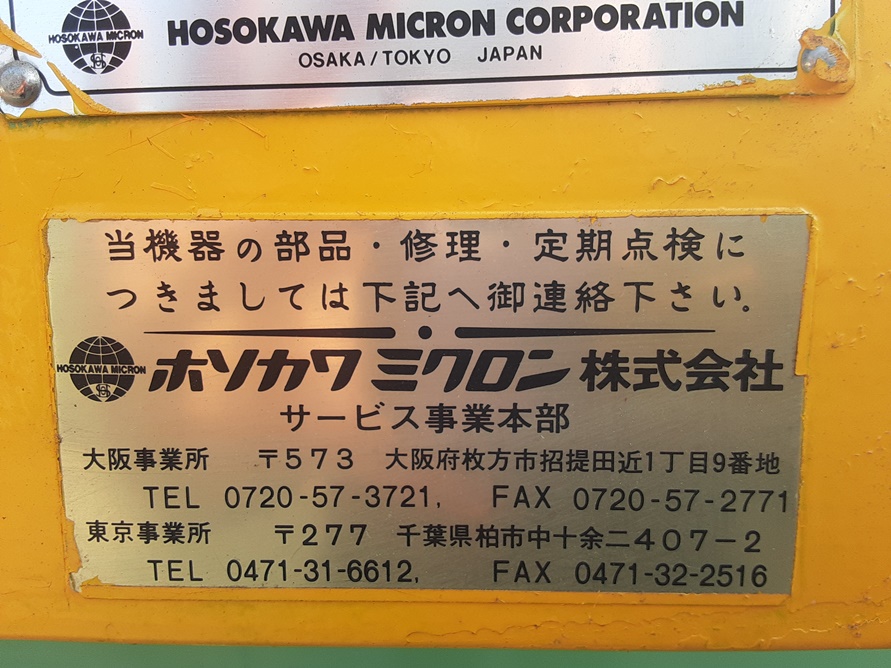 HOSOKAWA MICRON HOSOKAWA MICRON CORPORATION
OSAKA/TOKYO JAPAN
当機器の部品・修理・定期点検に
つきましては下記へ御連絡下さい。
HOSOKAWA MICRON ホソカワミクロン株式会社
サービス事業本部
大阪事業所 〒573 大阪府枚方市招提田近1丁目9番地
TEL 0720-57-3721, FAX 0720-57-2771
東京事業所 〒277 千葉県柏市中十余二407-2
TEL 0471-31-6612, FAX 0471-32-2516